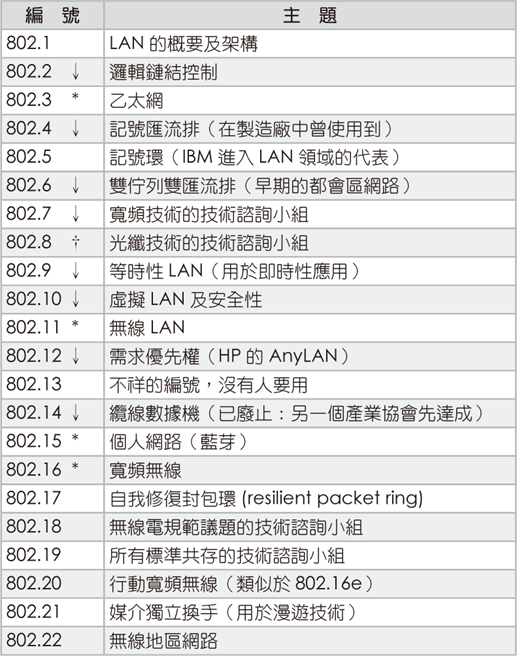 編 號 主 題
802.1 LAN 的概要及架構
802.2 ↓ 邏輯鏈結控制
802.3 * 乙太網
802.4 ↓ 記號匯流排（在製造廠中曾使用到）
802.5 記號環（IBM 進入 LAN 領域的代表）
802.6 ↓ 雙佇列雙匯流排（早期的都會區網路）
802.7 ↓ 寬頻技術的技術諮詢小組
802.8 † 光纖技術的技術諮詢小組
802.9 ↓ 等時性 LAN（用於即時性應用）
802.10 ↓ 虛擬 LAN 及安全性
802.11 * 無線 LAN
802.12 ↓ 需求優先權（HP 的 AnyLAN）
802.13 不祥的編號，沒有人要用
802.14 ↓ 纜線數據機（已廢止：另一個產業協會先達成）
802.15 * 個人網路（藍芽）
802.16 * 寬頻無線
802.17 自我修復封包環 (resilient packet ring)
802.18 無線電規範議題的技術諮詢小組
802.19 所有標準共存的技術諮詢小組
802.20 行動寬頻無線（類似於 802.16e）
802.21 媒介獨立換手（用於漫遊技術）
802.22 無線地區網路